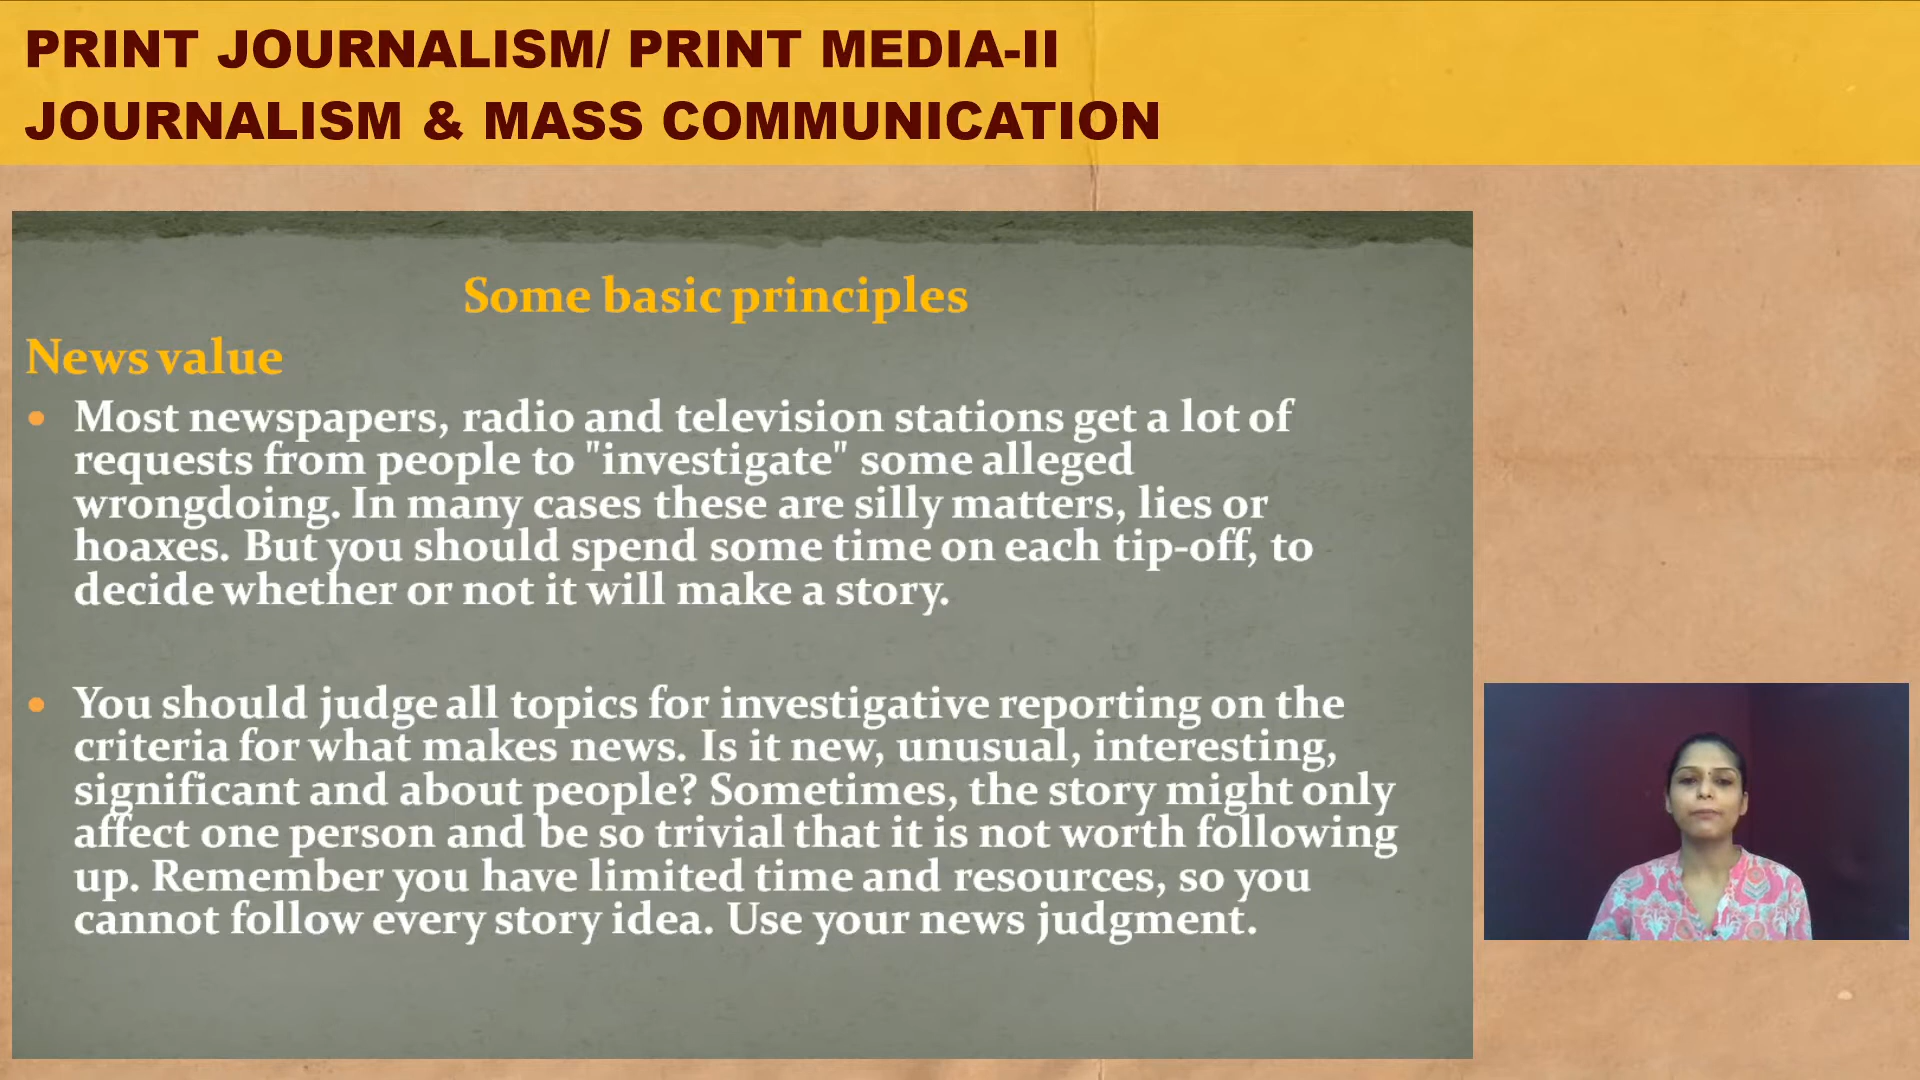 PRINT JOURNALISM/ PRINT MEDIA-II
JOURNALISM & MASS COMMUNICATION
Some basic principles
News value
• Most newspapers, radio and television stations get a lot of
requests from people to "investigate" some alleged
wrongdoing. In many cases these are silly matters, lies or
hoaxes. But you should spend some time on each tip-off, to
decide whether or not it will make a story.
• You should judge all topics for investigative reporting on the
criteria for what makes news. Is it new, unusual, interesting,
significant and about people? Sometimes, the story might only
affect one person and be so trivial that it is not worth following
up. Remember you have limited time and resources, so you
cannot follow every story idea. Use your news judgment.